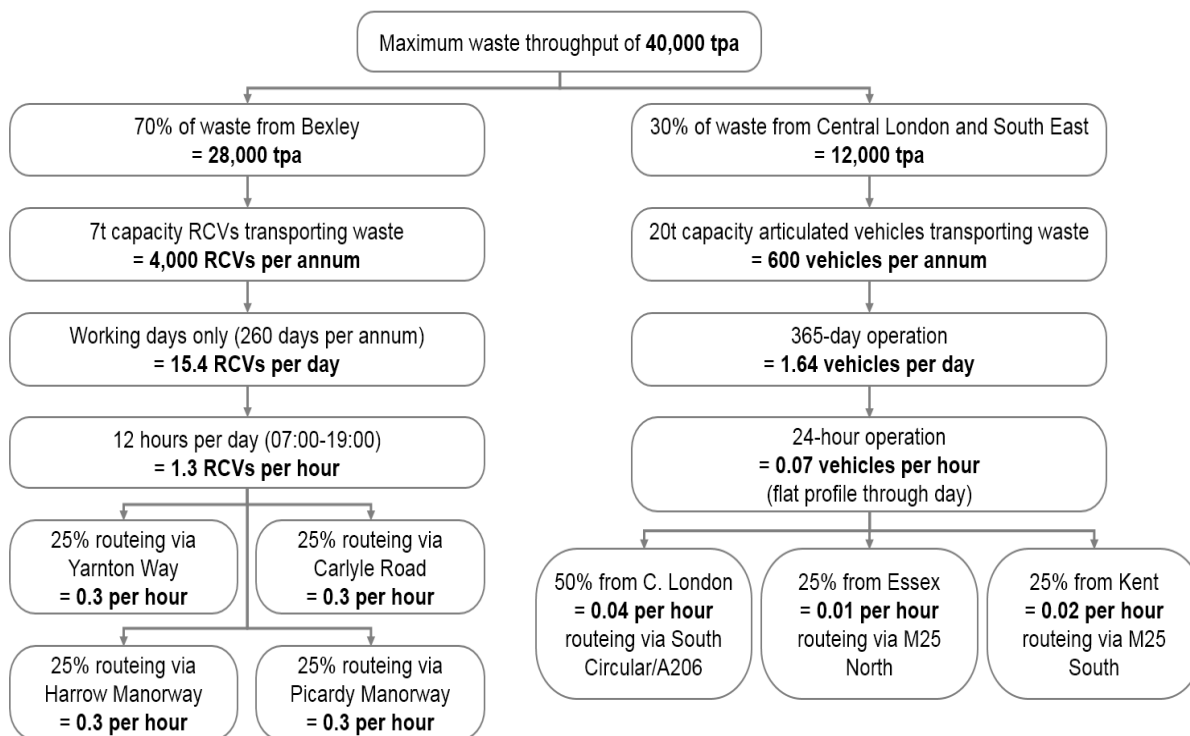 Maximum waste throughput of 40,000 tpa
70% of waste from Bexley
= 28,000 tpa
30% of waste from Central London and South East
= 12,000 tpa
7t capacity RCVs transporting waste
= 4,000 RCVs per annum
20t capacity articulated vehicles transporting waste
= 600 vehicles per annum
Working days only (260 days per annum)
= 15.4 RCVs per day
365-day operation
= 1.64 vehicles per day
12 hours per day (07:00-19:00)
= 1.3 RCVs per hour
24-hour operation
= 0.07 vehicles per hour
(flat profile through day)
25% routeing via
Yarnton Way
= 0.3 per hour
25% routeing via
Carlyle Road
= 0.3 per hour
50% from C. London
= 0.04 per hour
routeing via South
Circular/A206
25% from Essex
= 0.01 per hour
routeing via M25
North
25% from Kent
= 0.02 per hour
routeing via M25
South
25% routeing via
Harrow Manorway
= 0.3 per hour
25% routeing via
Picardy Manorway
= 0.3 per hour